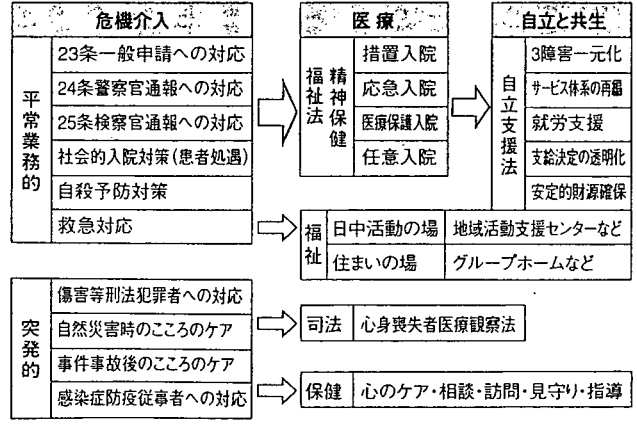 危機介入
平常業務的
23条一般申請への対応
24条警察官通報への対応
25条検察官通報への対応
社会的入院対策(患者処遇)
自殺予防対策
救急対応
医療
精神保健
福祉法
措置入院
応急入院
医療保護入院
任意入院
自立と共生
自立支援法
3障害一元化
サービス体系の再編
就労支援
支給決定の透明化
安定的財源確保
福祉
日中活動の場
地域活動支援センターなど
住まいの場
グループホームなど
突発的
傷害等刑法犯罪者への対応
自然災害時のこころのケア
事件事故後のこころのケア
感染症防疫従事者への対応
司法
心身喪失者医療観察法
保健
心のケア・相談・訪問・見守り・指導